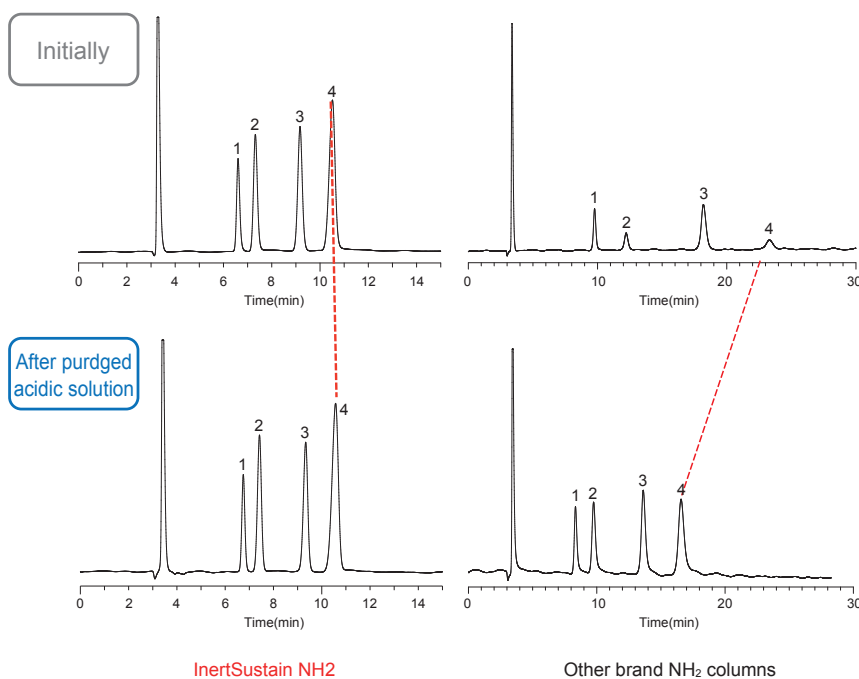 Initially
1
2
3
4
0 2 4 6 8 10 12 14
Time(min)
1
2
3
4
0 10 20 30
Time(min)
After purdged
acidic solution
1
2
3
4
0 2 4 6 8 10 12 14
Time(min)
1
2
3
4
0 10 20 30
Time(min)
InertSustain NH2
Other brand NH₂ columns